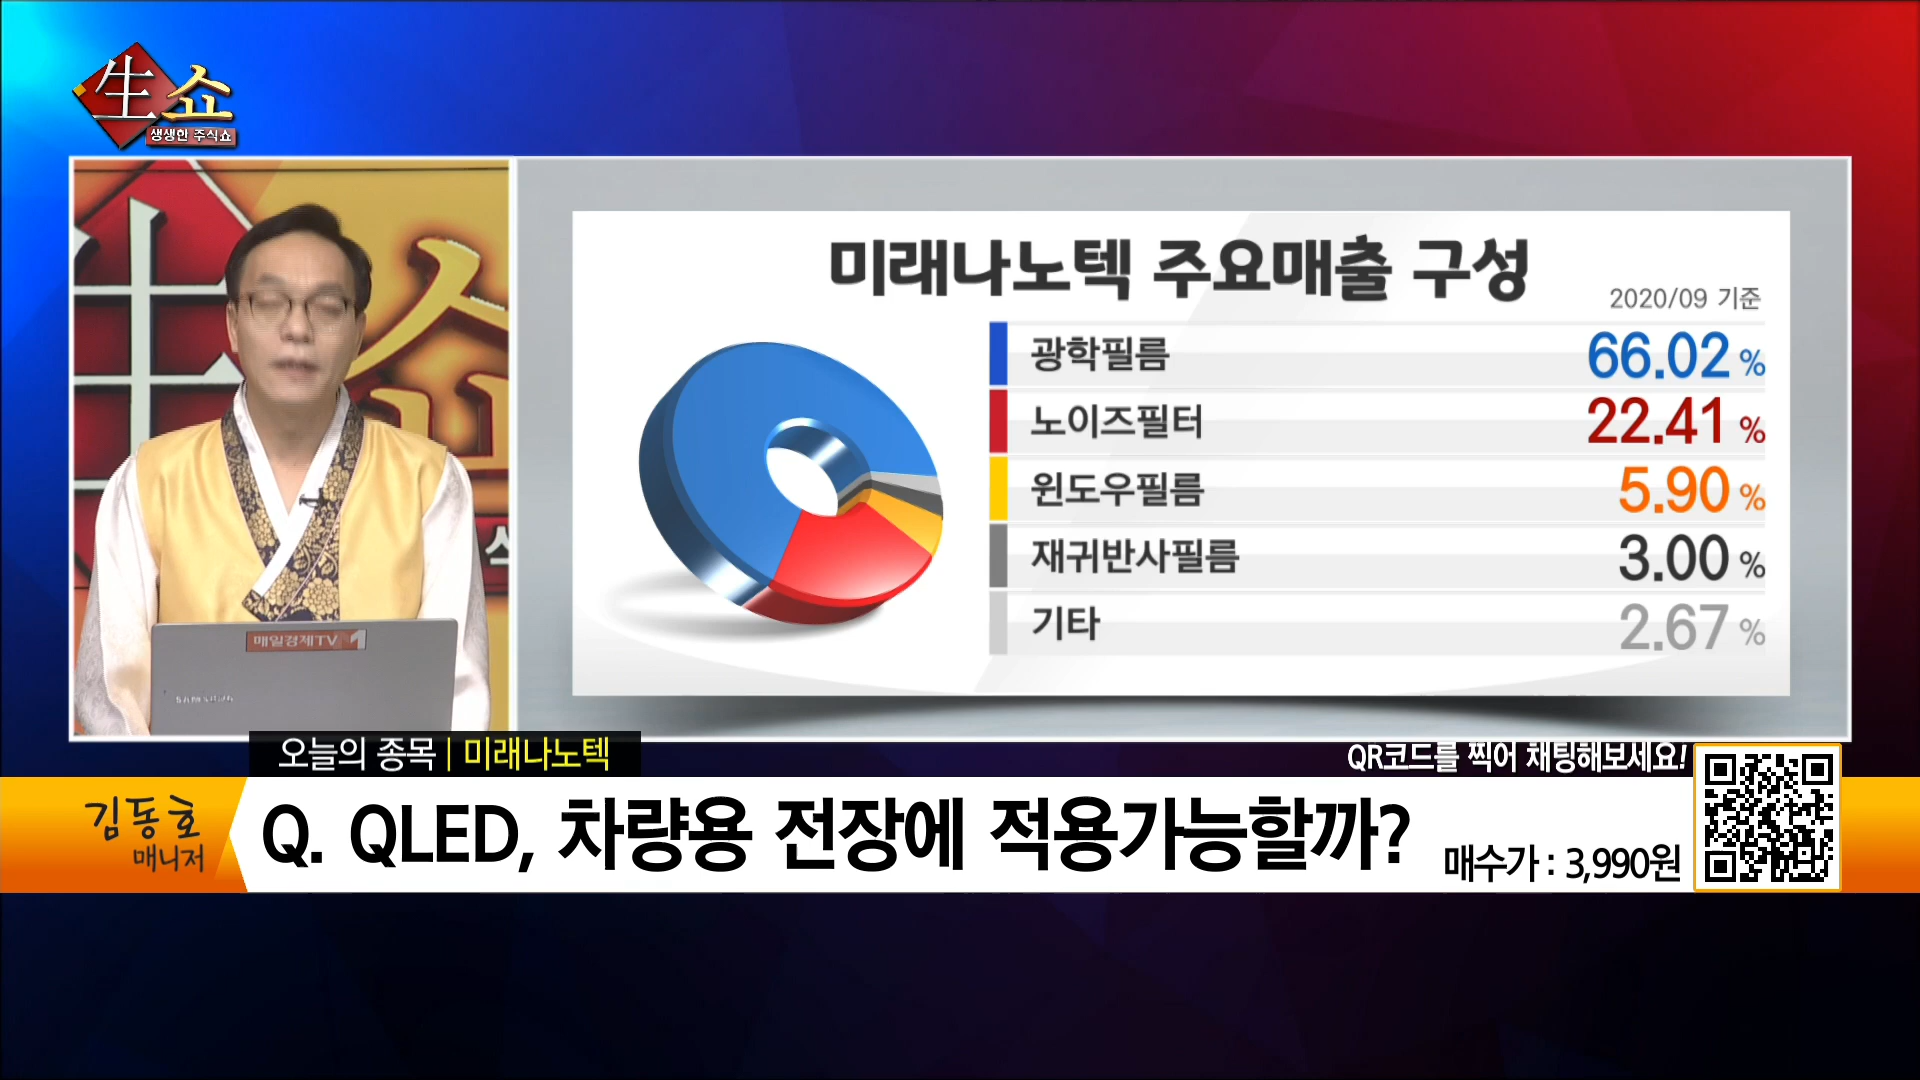 生쇼
생생한 주식쇼
미래나노텍 주요매출 구성
2020/09 기준
광학필름 66.02 %
노이즈필터 22.41 %
윈도우필름 5.90 %
재귀반사필름 3.00 %
기타 2.67 %
매일경제TV 1
SAMSUNG
오늘의 종목 | 미래나노텍
QR코드를 찍어 채팅해보세요!
김동호
매니저
Q. QLED, 차량용 전장에 적용가능할까?
매수가 : 3,990원